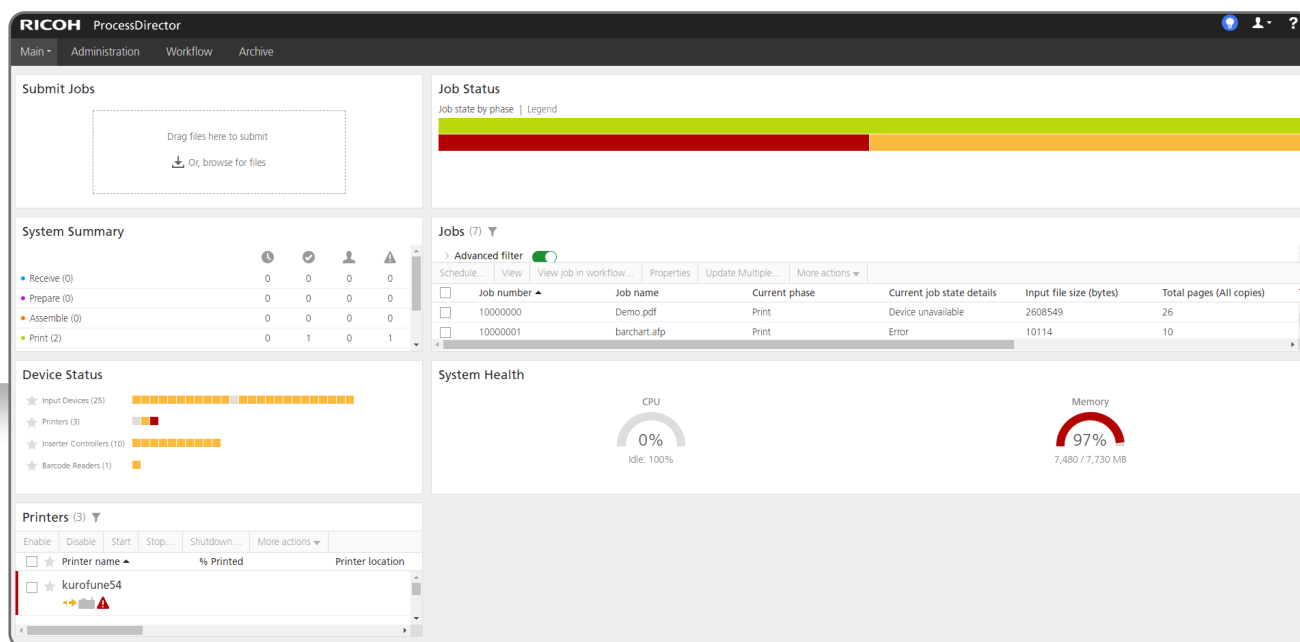 RICOH ProcessDirector
?
Main Administration Workflow Archive
Submit Jobs
Drag files here to submit
Or, browse for files
Job Status
Job state by phase | Legend
System Summary
Receive (0) 0 0 0 0
Prepare (0) 0 0 0 0
Assemble (0) 0 0 0 0
Print (2) 0 1 0 1
Jobs (7)
Advanced filter
Schedule... View View job in workflow... Properties Update Multiple... More actions
Job number Job name Current phase Current job state details Input file size (bytes) Total pages (All copies)
10000000 Demo.pdf Print Device unavailable 2608549 26
10000001 barchart.afp Print Error 10114 10
Device Status
Input Devices (25)
Printers (3)
Inserter Controllers (10)
Barcode Readers (1)
System Health
CPU
0%
Idle: 100%
Memory
97%
7,480 / 7,730 MB
Printers (3)
Enable Disable Start Stop... Shutdown... More actions
Printer name % Printed Printer location
kurofune54